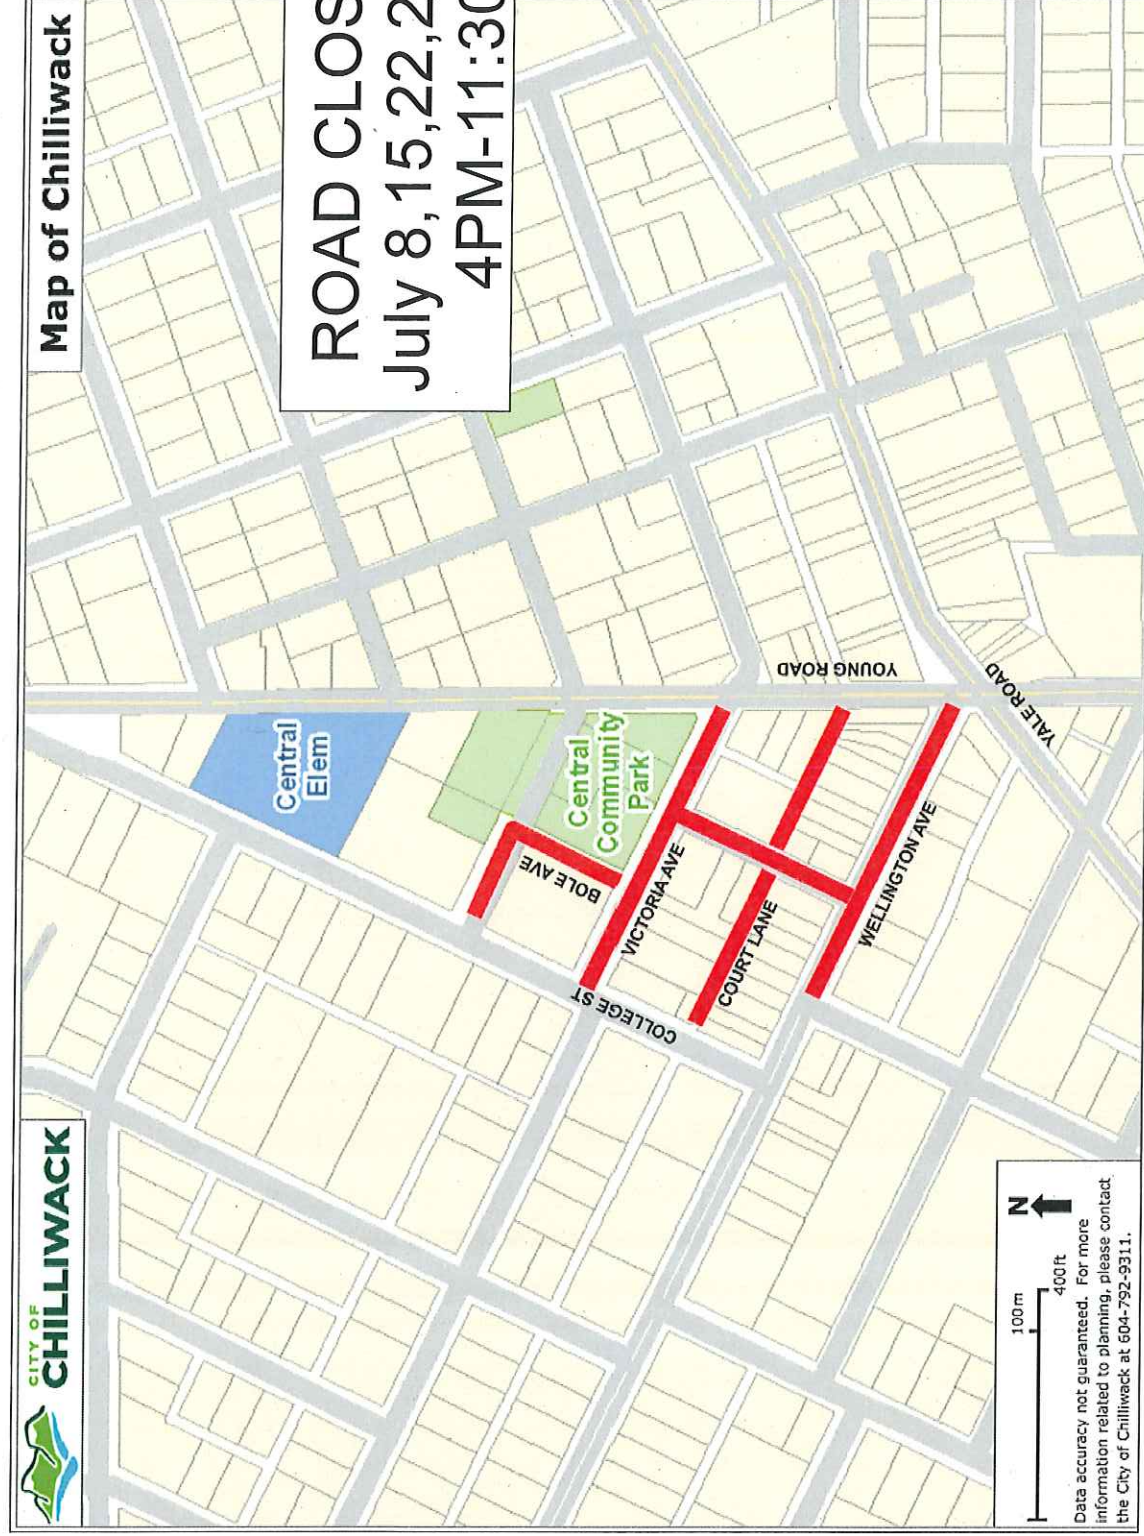 Map of Chilliwack
CITY OF
CHILLIWACK
ROAD CLOS
July 8,15,22,2
4PM-11:30
Central
Elem
Central
Community
Park
BOLE AVE
VICTORIA AVE
COURT LANE
WELLINGTON AVE
COLLEGE ST
YOUNG ROAD
YALE ROAD
N
100m
400ft
Data accuracy not guaranteed. For more
information related to planning, please contact
the City of Chilliwack at 604-792-9311.